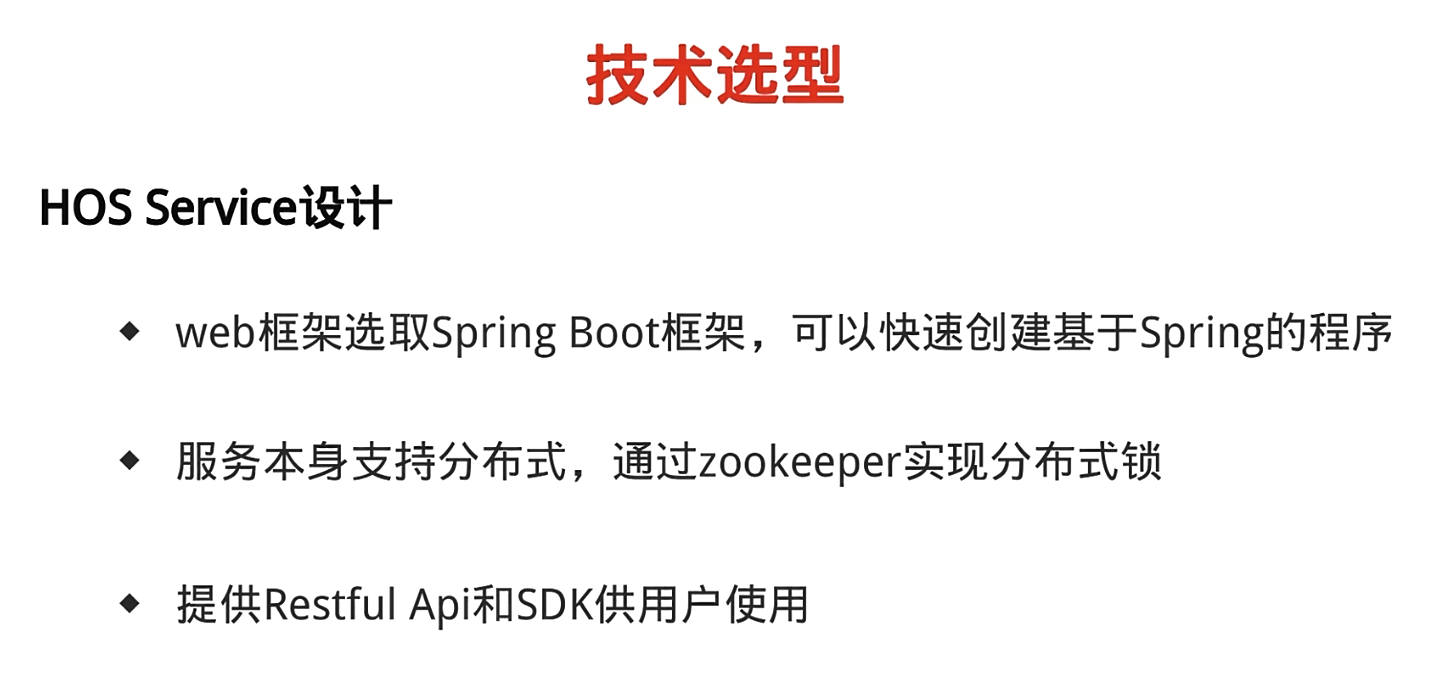 技术选型
HOS Service设计
◆ web框架选取Spring Boot框架，可以快速创建基于Spring的程序
◆ 服务本身支持分布式，通过zookeeper实现分布式锁
◆ 提供Restful Api和SDK供用户使用